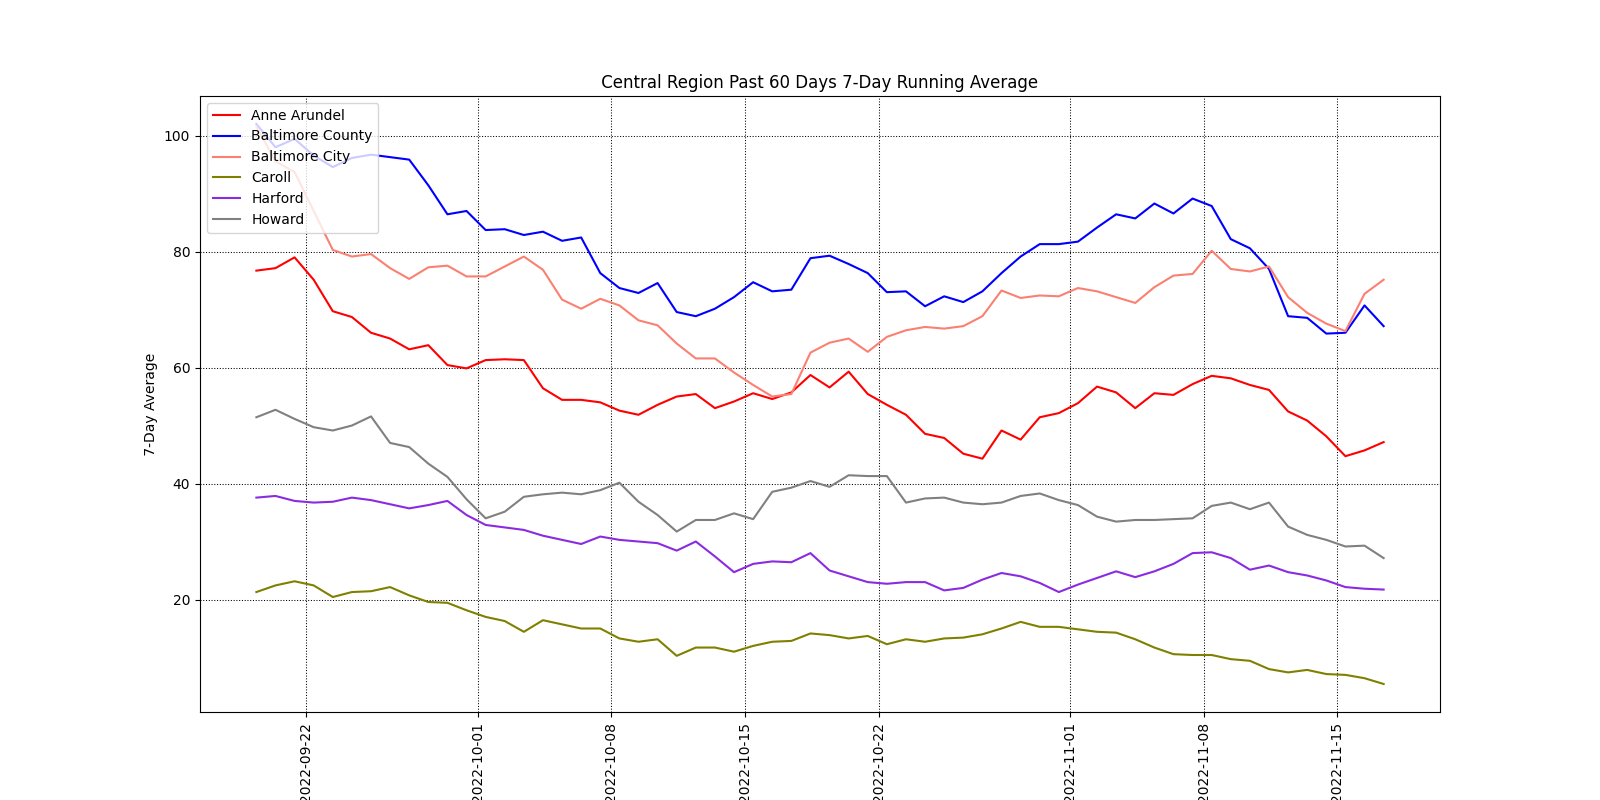 Central Region Past 60 Days 7-Day Running Average
Anne Arundel
Baltimore County
Baltimore City
Caroll
Harford
Howard
7-Day Average
100
80
60
40
20
2022-09-22
2022-10-01
2022-10-08
2022-10-15
2022-10-22
2022-11-01
2022-11-08
2022-11-15